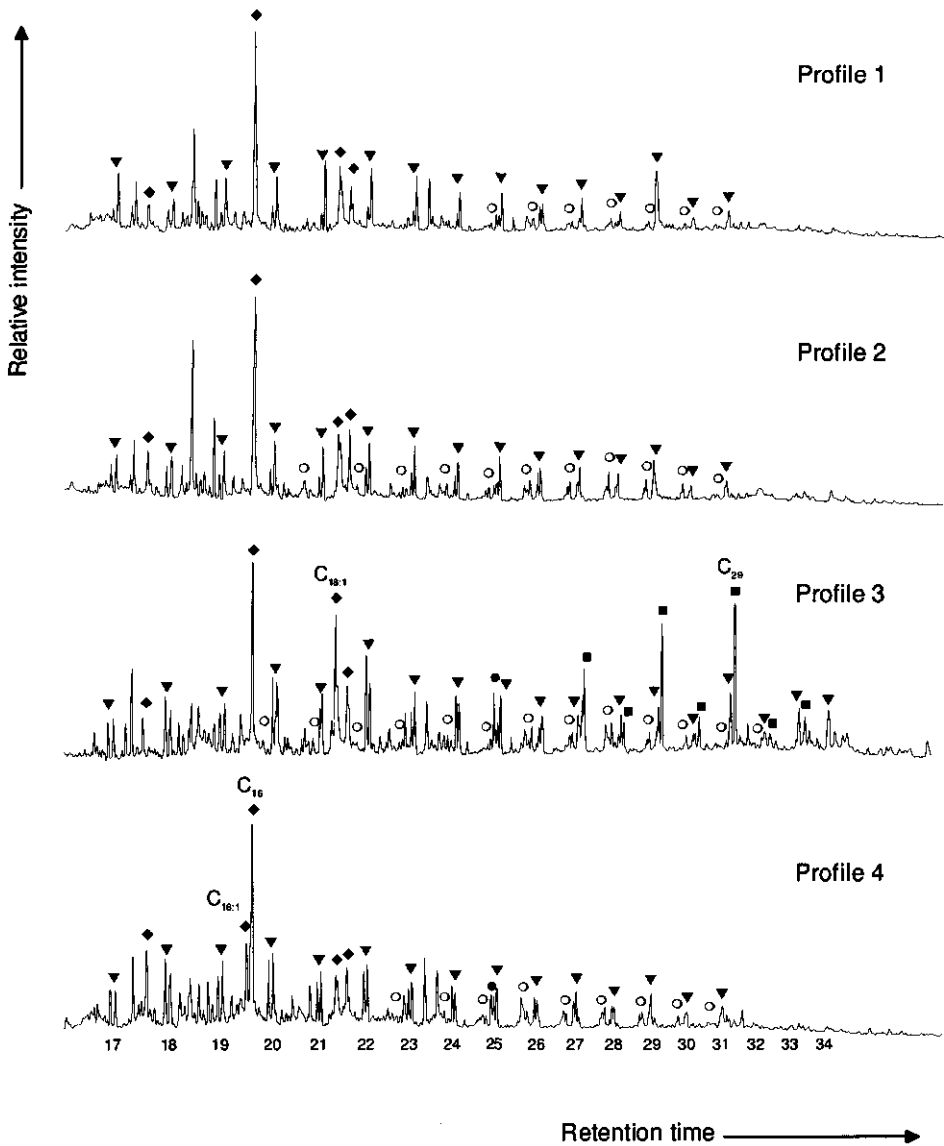 Relative intensity
Profile 1
Profile 2
Profile 3
C18:1
C29
Profile 4
C16
C16:1
17 18 19 20 21 22 23 24 25 26 27 28 29 30 31 32 33 34
Retention time